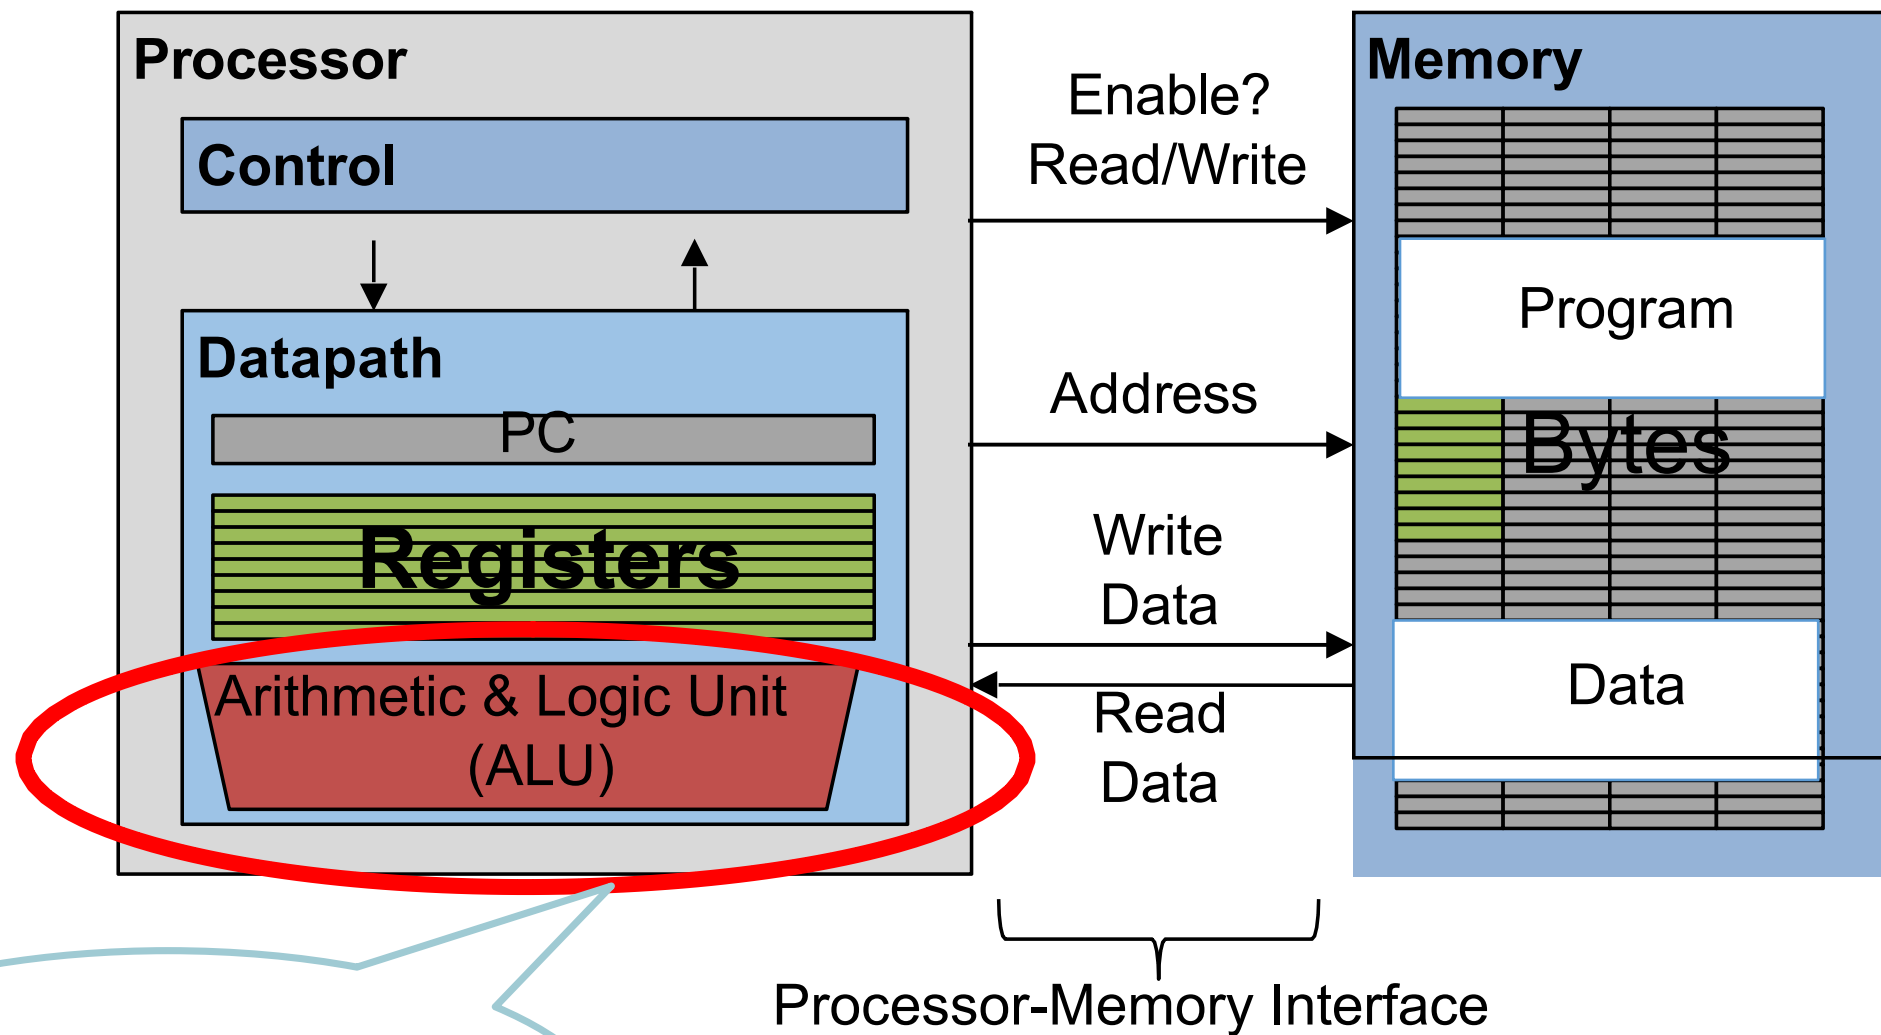 Processor
Control
Datapath
PC
Registers
Arithmetic & Logic Unit
(ALU)
Enable?
Read/Write
Address
Write
Data
Read
Data
Memory
Program
Bytes
Data
Processor-Memory Interface